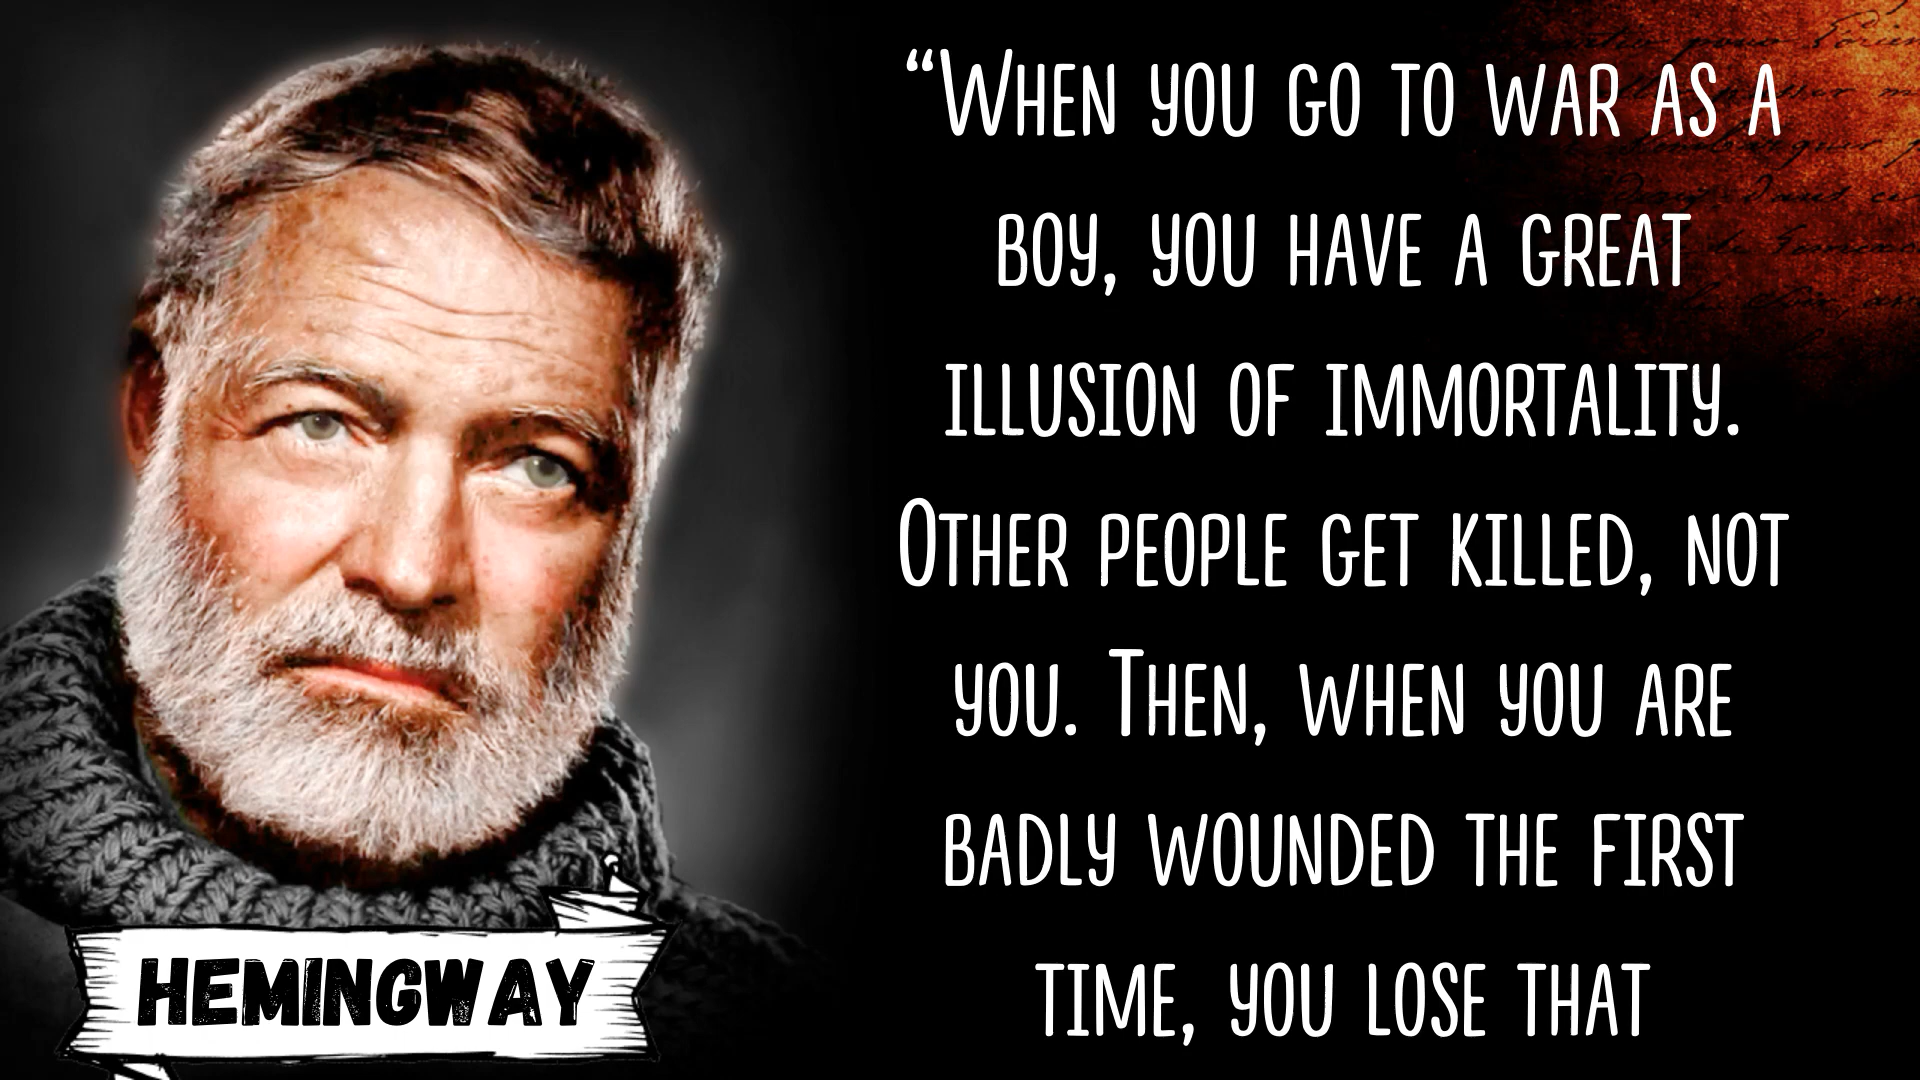 “When you go to war as a
boy, you have a great
illusion of immortality.
Other people get killed, not
you. Then, when you are
badly wounded the first
time, you lose that
HEMINGWAY